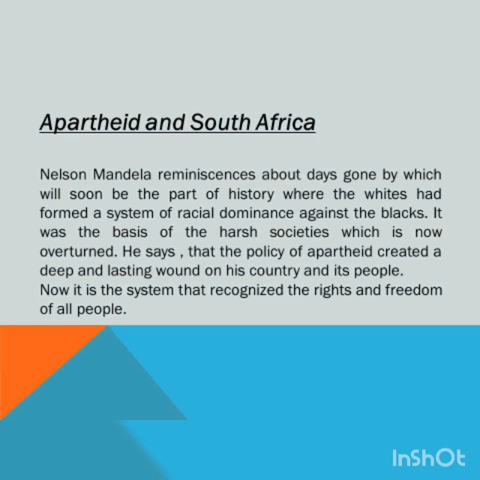 Apartheid and South Africa
Nelson Mandela reminiscences about days gone by which
will soon be the part of history where the whites had
formed a system of racial dominance against the blacks. It
was the basis of the harsh societies which is now
overturned. He says , that the policy of apartheid created a
deep and lasting wound on his country and its people.
Now it is the system that recognized the rights and freedom
of all people.
InShOt